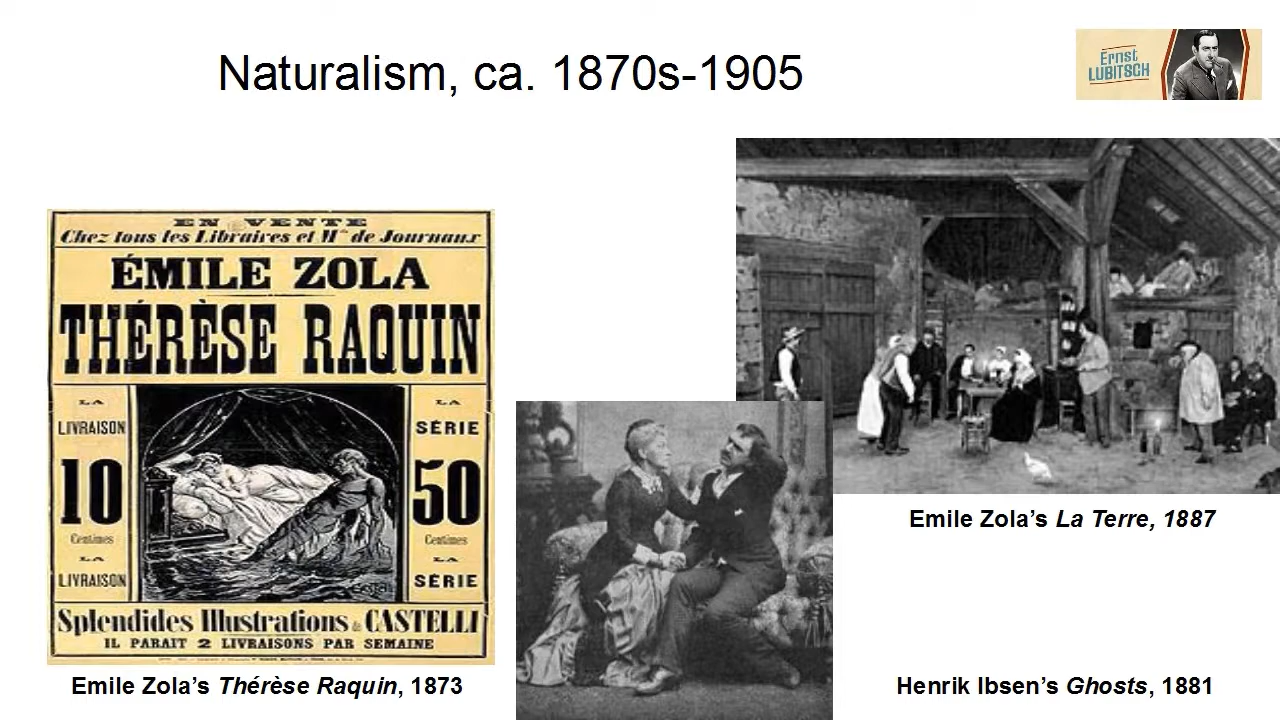 Naturalism, ca. 1870s-1905
Ernst
LUBITSCH
EN VENTE
Chez tous les Libraires et Mds de Journaux
ÉMILE ZOLA
THÉRÈSE RAQUIN
LA
LIVRAISON
10
Centimes
LA
LIVRAISON
LA
SÉRIE
50
Centimes
LA
SÉRIE
Splendides Illustrations de CASTELLI
IL PARAIT 2 LIVRAISONS PAR SEMAINE
Emile Zola’s Thérèse Raquin, 1873
Emile Zola’s La Terre, 1887
Henrik Ibsen’s Ghosts, 1881